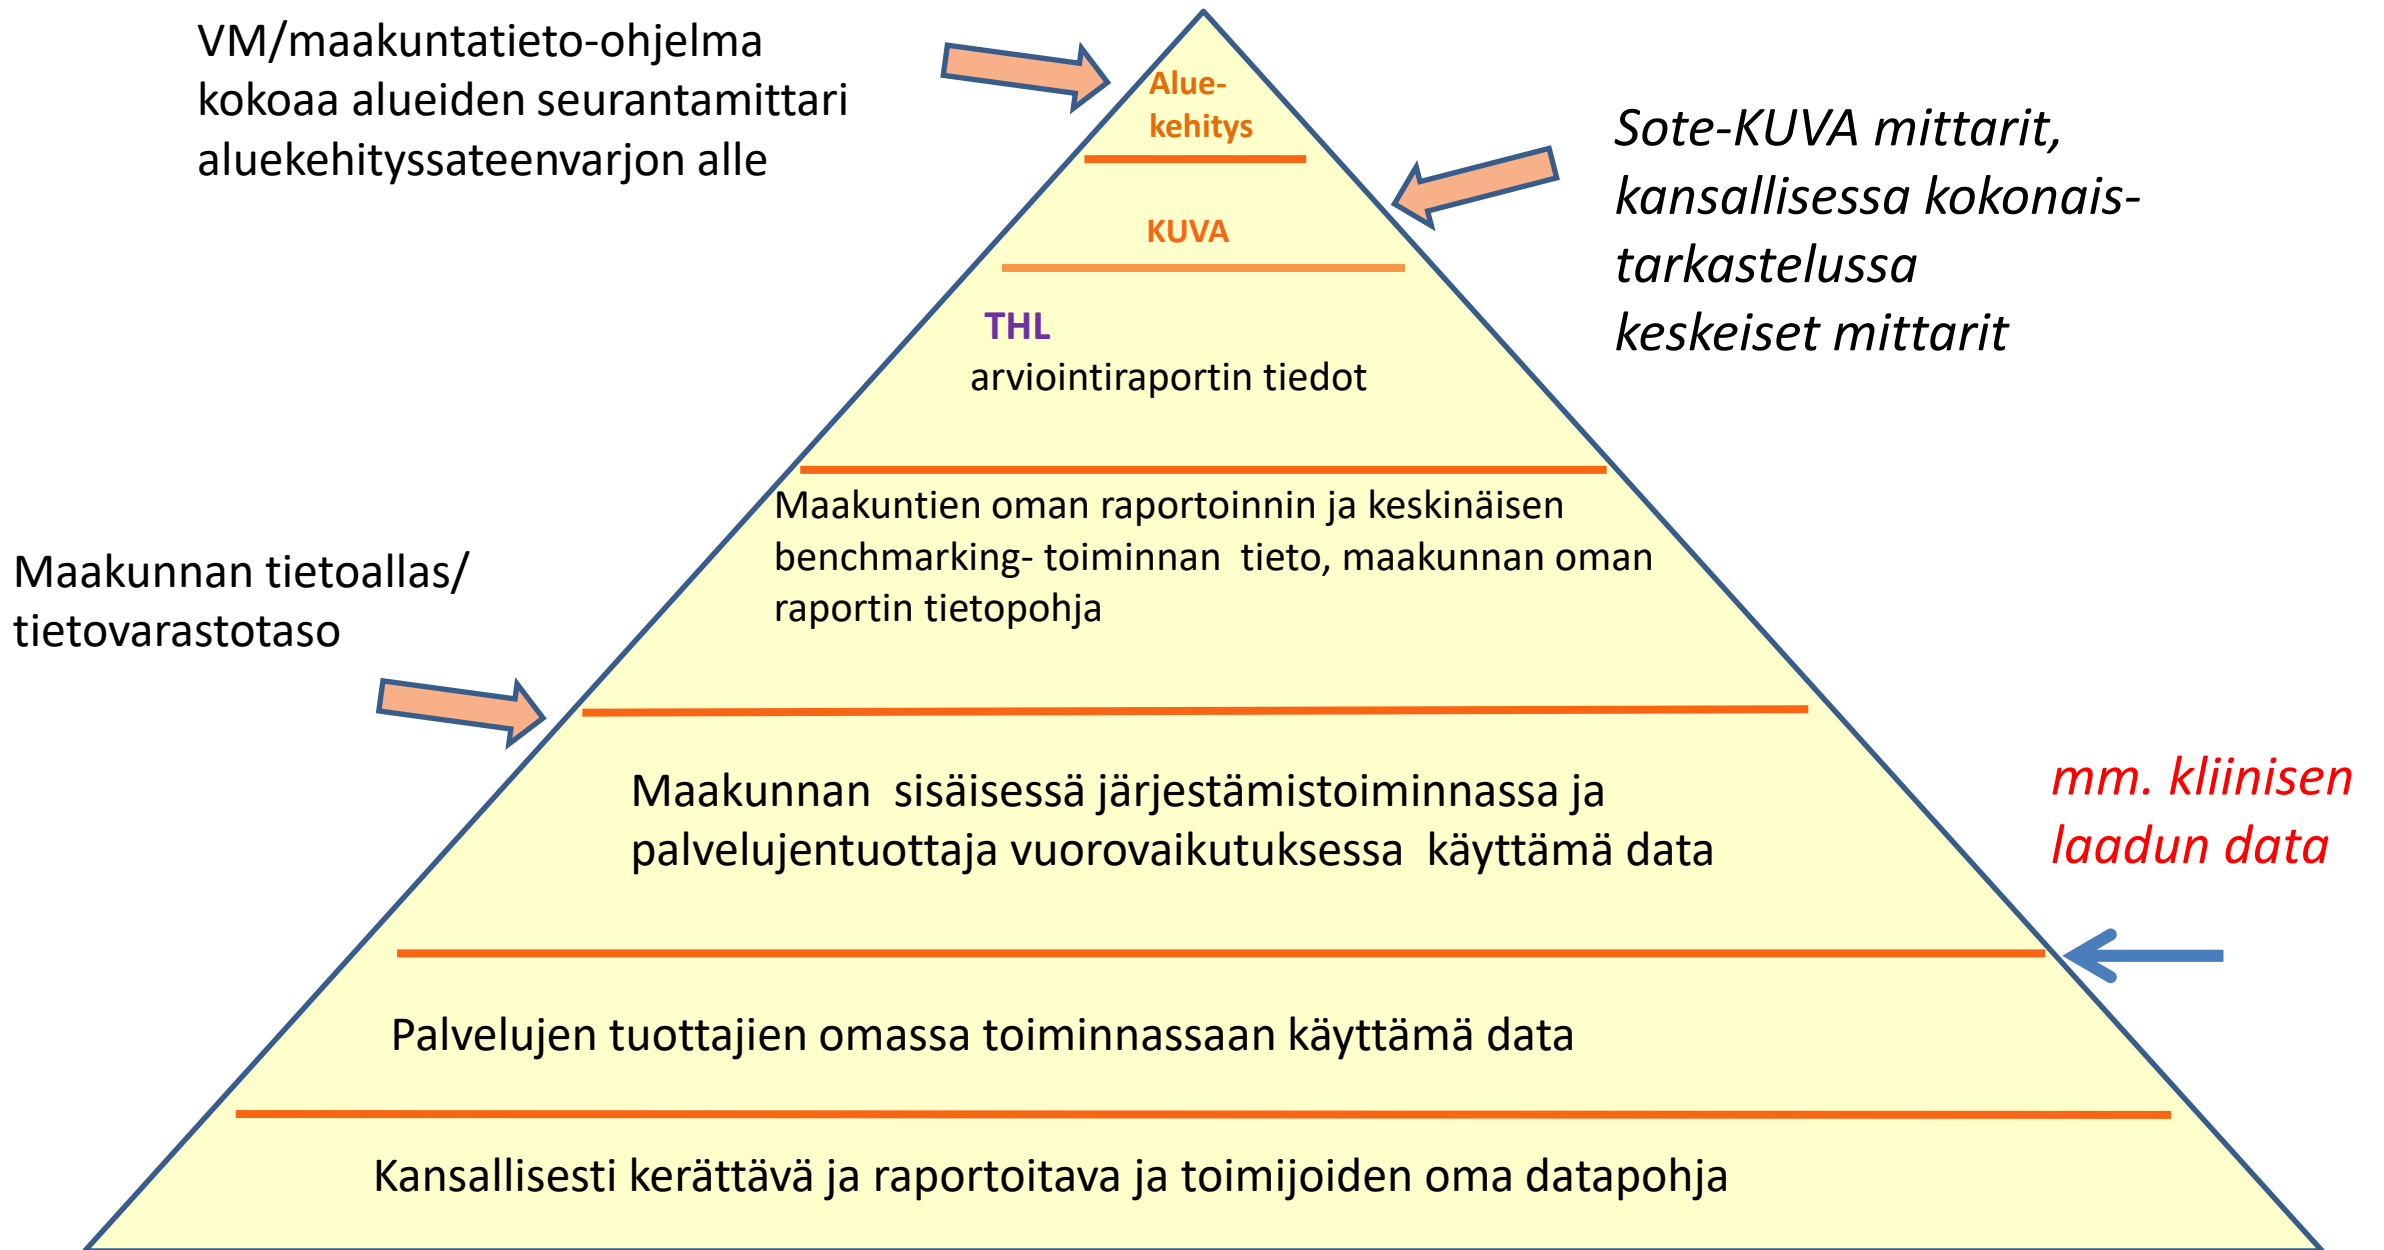 VM/maakuntatieto-ohjelma
kokoaa alueiden seurantamittari
aluekehityssateenvarjon alle
Alue-
kehitys
Sote-KUVA mittarit,
kansallisessa kokonais-
tarkastelussa
keskeiset mittarit
KUVA
THL
arviointiraportin tiedot
Maakuntien oman raportoinnin ja keskinäisen
benchmarking- toiminnan  tieto, maakunnan oman
raportin tietopohja
Maakunnan tietoallas/
tietovarastotaso
Maakunnan  sisäisessä järjestämistoiminnassa ja
palvelujentuottaja vuorovaikutuksessa  käyttämä data
mm. kliinisen
laadun data
Palvelujen tuottajien omassa toiminnassaan käyttämä data
Kansallisesti kerättävä ja raportoitava ja toimijoiden oma datapohja